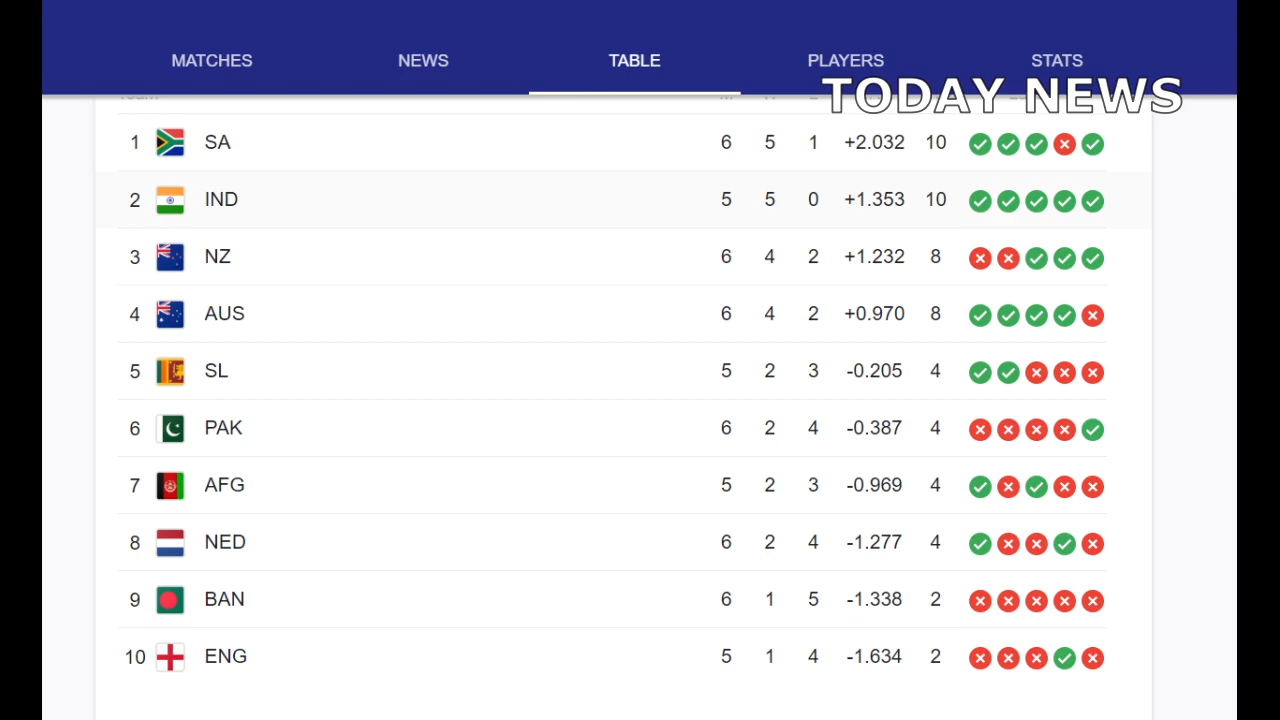 MATCHES NEWS TABLE PLAYERS STATS
TODAY NEWS
1 SA 6 5 1 +2.032 10
2 IND 5 5 0 +1.353 10
3 NZ 6 4 2 +1.232 8
4 AUS 6 4 2 +0.970 8
5 SL 5 2 3 -0.205 4
6 PAK 6 2 4 -0.387 4
7 AFG 5 2 3 -0.969 4
8 NED 6 2 4 -1.277 4
9 BAN 6 1 5 -1.338 2
10 ENG 5 1 4 -1.634 2